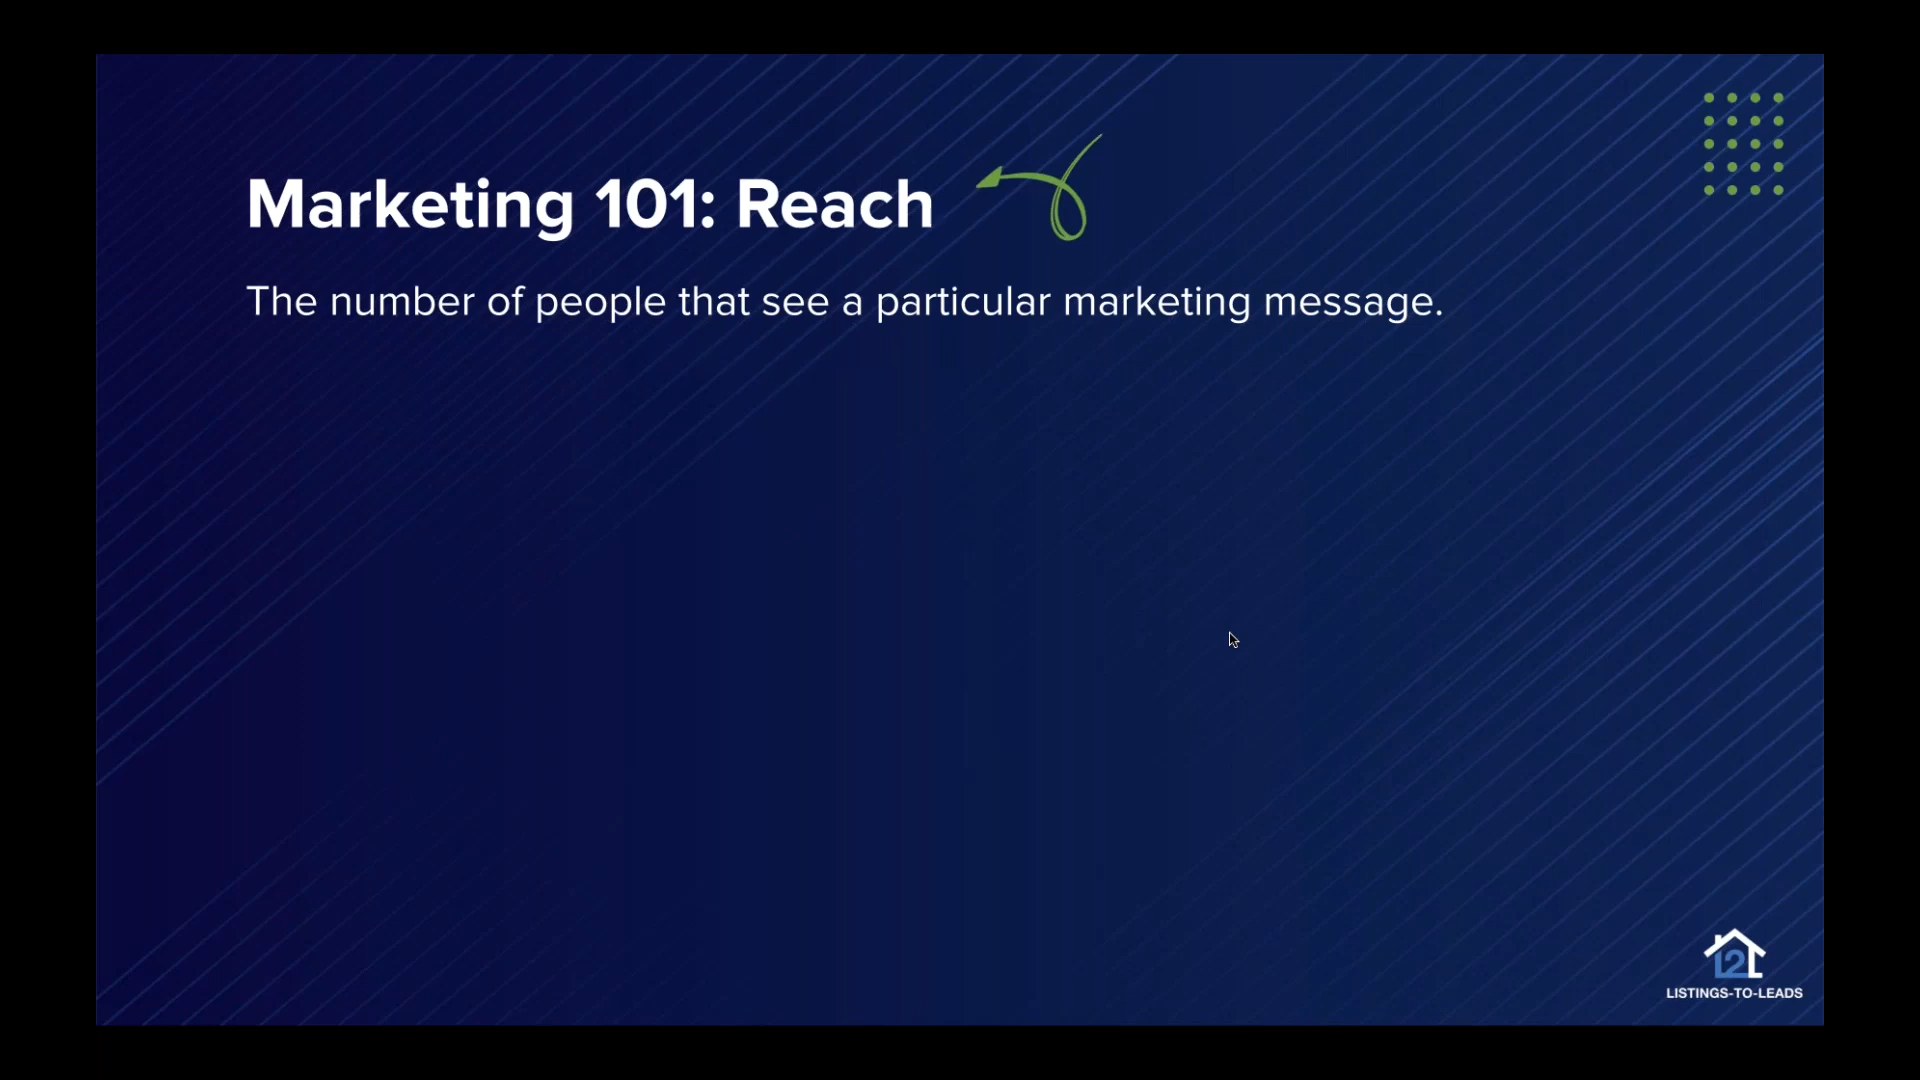 Marketing 101: Reach
The number of people that see a particular marketing message.
L2L
LISTINGS-TO-LEADS